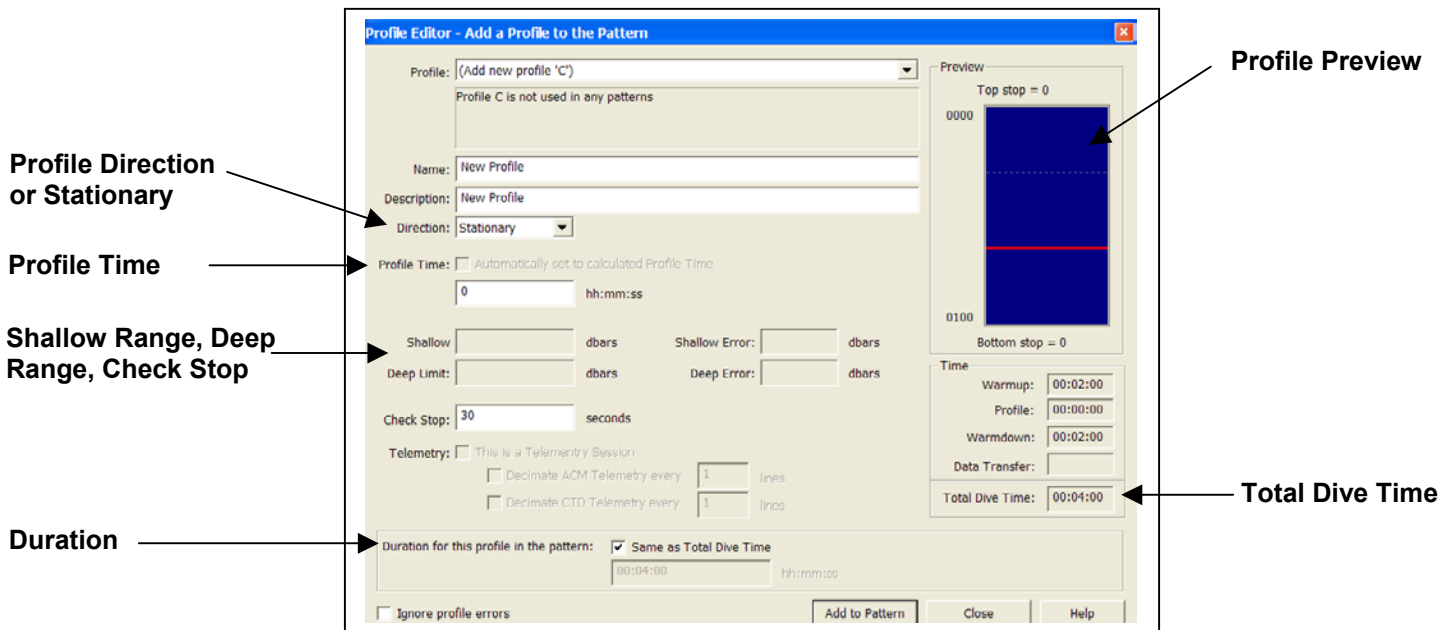 Profile Editor - Add a Profile to the Pattern
Profile: (Add new profile 'C')
Profile C is not used in any patterns
Name: New Profile
Description: New Profile
Direction: Stationary
Profile Time: Automatically set to calculated Profile Time
0 hh:mm:ss
Shallow dbars Shallow Error: dbars
Deep Limit: dbars Deep Error: dbars
Check Stop: 30 seconds
Telemetry: This is a Telementry Session
Decimate ACM Telemetry every 1 lines
Decimate CTD Telemetry every 1 lines
Duration for this profile in the pattern: Same as Total Dive Time
00:04:00 hh:mm:ss
Ignore profile errors
Add to Pattern Close Help
Preview
Top stop = 0
0000
0100
Bottom stop = 0
Time
Warmup: 00:02:00
Profile: 00:00:00
Warmdown: 00:02:00
Data Transfer:
Total Dive Time: 00:04:00
Profile Direction
or Stationary
Profile Time
Shallow Range, Deep
Range, Check Stop
Duration
Profile Preview
Total Dive Time